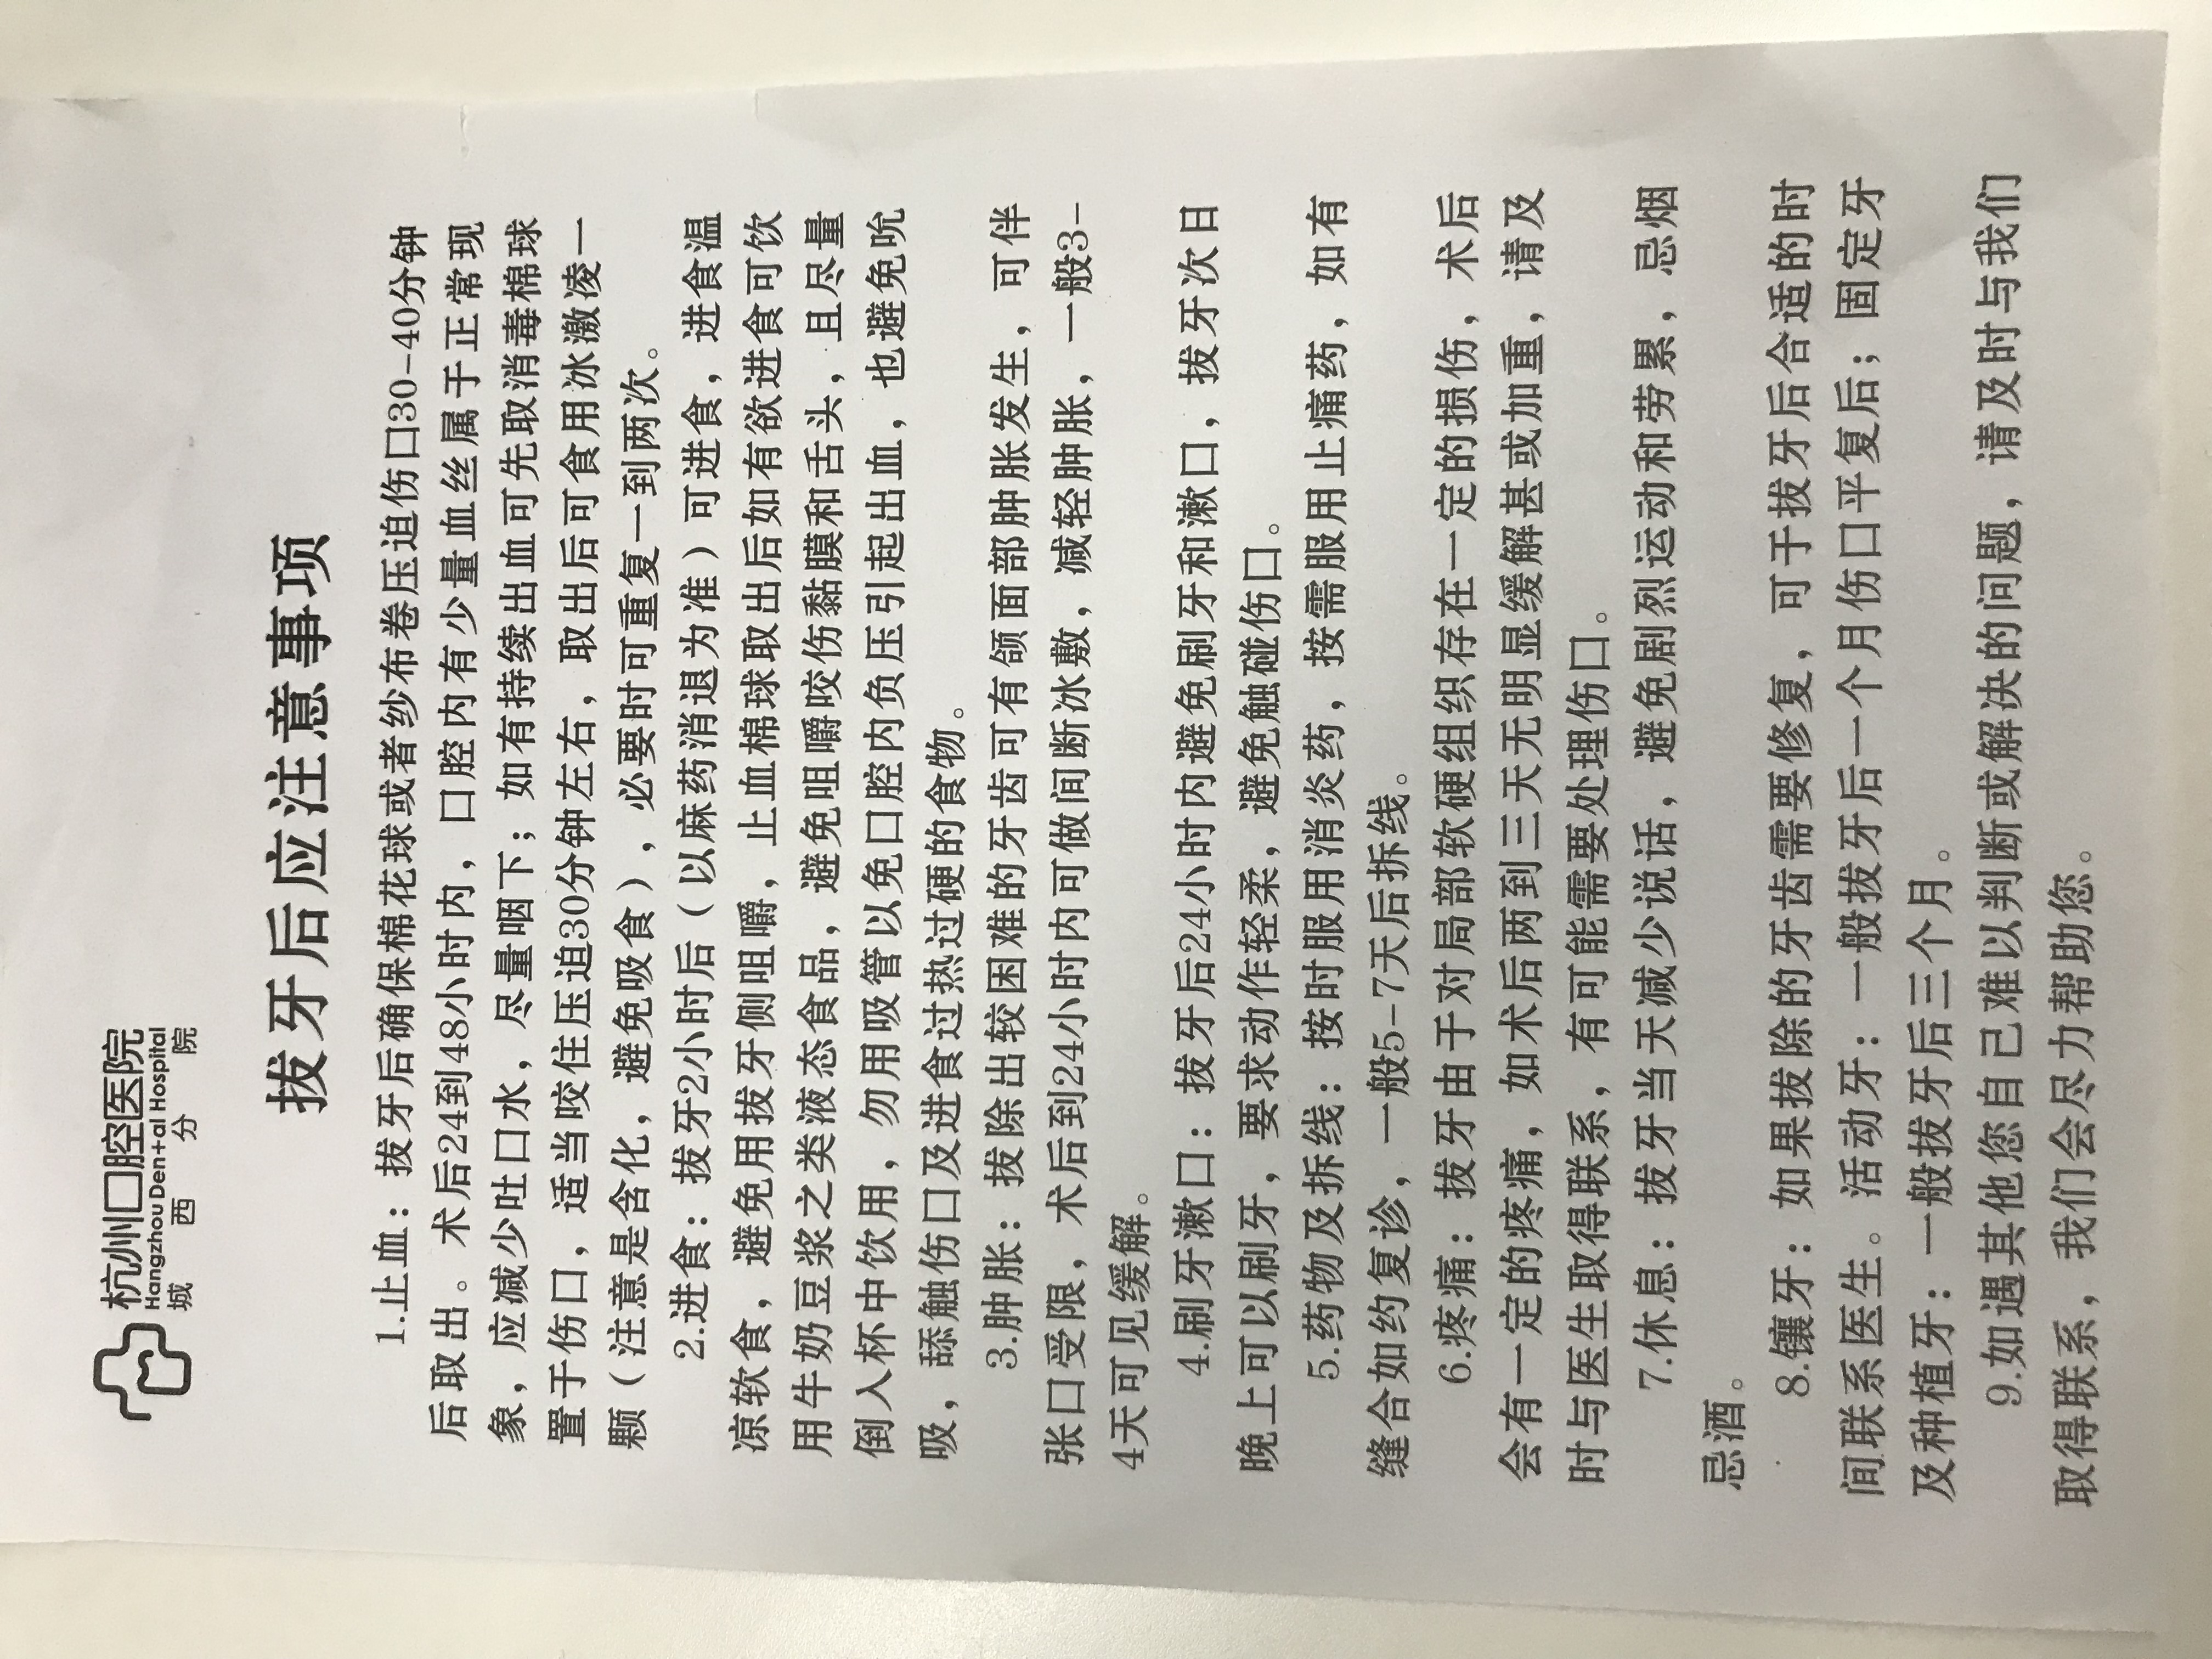 杭州口腔医院
Hangzhou Den+al Hospital
城西分院
拔牙后应注意事项
1.止血：拔牙后确保棉花球或者纱布卷压迫伤口30-40分钟
后取出。术后24到48小时内，口腔内有少量血丝属于正常现
象，应减少吐口水，尽量咽下；如有持续出血可先取消毒棉球
置于伤口，适当咬住压迫30分钟左右，取出后可食用冰激凌一
颗（注意是含化，避免吸食），必要时可重复一到两次。
2.进食：拔牙2小时后（以麻药消退为准）可进食，进食温
凉软食，避免用拔牙侧咀嚼，止血棉球取出后如有欲进食可饮
用牛奶豆浆之类液态食品，避免咀嚼咬伤黏膜和舌头，且尽量
倒入杯中饮用，勿用吸管以免口腔内负压引起出血，也避免吮
吸，舔触伤口及进食过热过硬的食物。
3.肿胀：拔除出较困难的牙齿可有颌面部肿胀发生，可伴
张口受限，术后到24小时内可做间断冰敷，减轻肿胀，一般3-
4天可见缓解。
4.刷牙漱口：拔牙后24小时内避免刷牙和漱口，拔牙次日
晚上可以刷牙，要求动作轻柔，避免触碰伤口。
5.药物及拆线：按时服用消炎药，按需服用止痛药，如有
缝合如约复诊，一般5-7天后拆线。
6.疼痛：拔牙由于对局部软硬组织存在一定的损伤，术后
会有一定的疼痛，如术后两到三天无明显缓解甚或加重，请及
时与医生取得联系，有可能需要处理伤口。
7.休息：拔牙当天减少说话，避免剧烈运动和劳累，忌烟
忌酒。
8.镶牙：如果拔除的牙齿需要修复，可于拔牙后合适的时
间联系医生。活动牙：一般拔牙后一个月伤口平复后；固定牙
及种植牙：一般拔牙后三个月。
9.如遇其他您自己难以判断或解决的问题，请及时与我们
取得联系，我们会尽力帮助您。